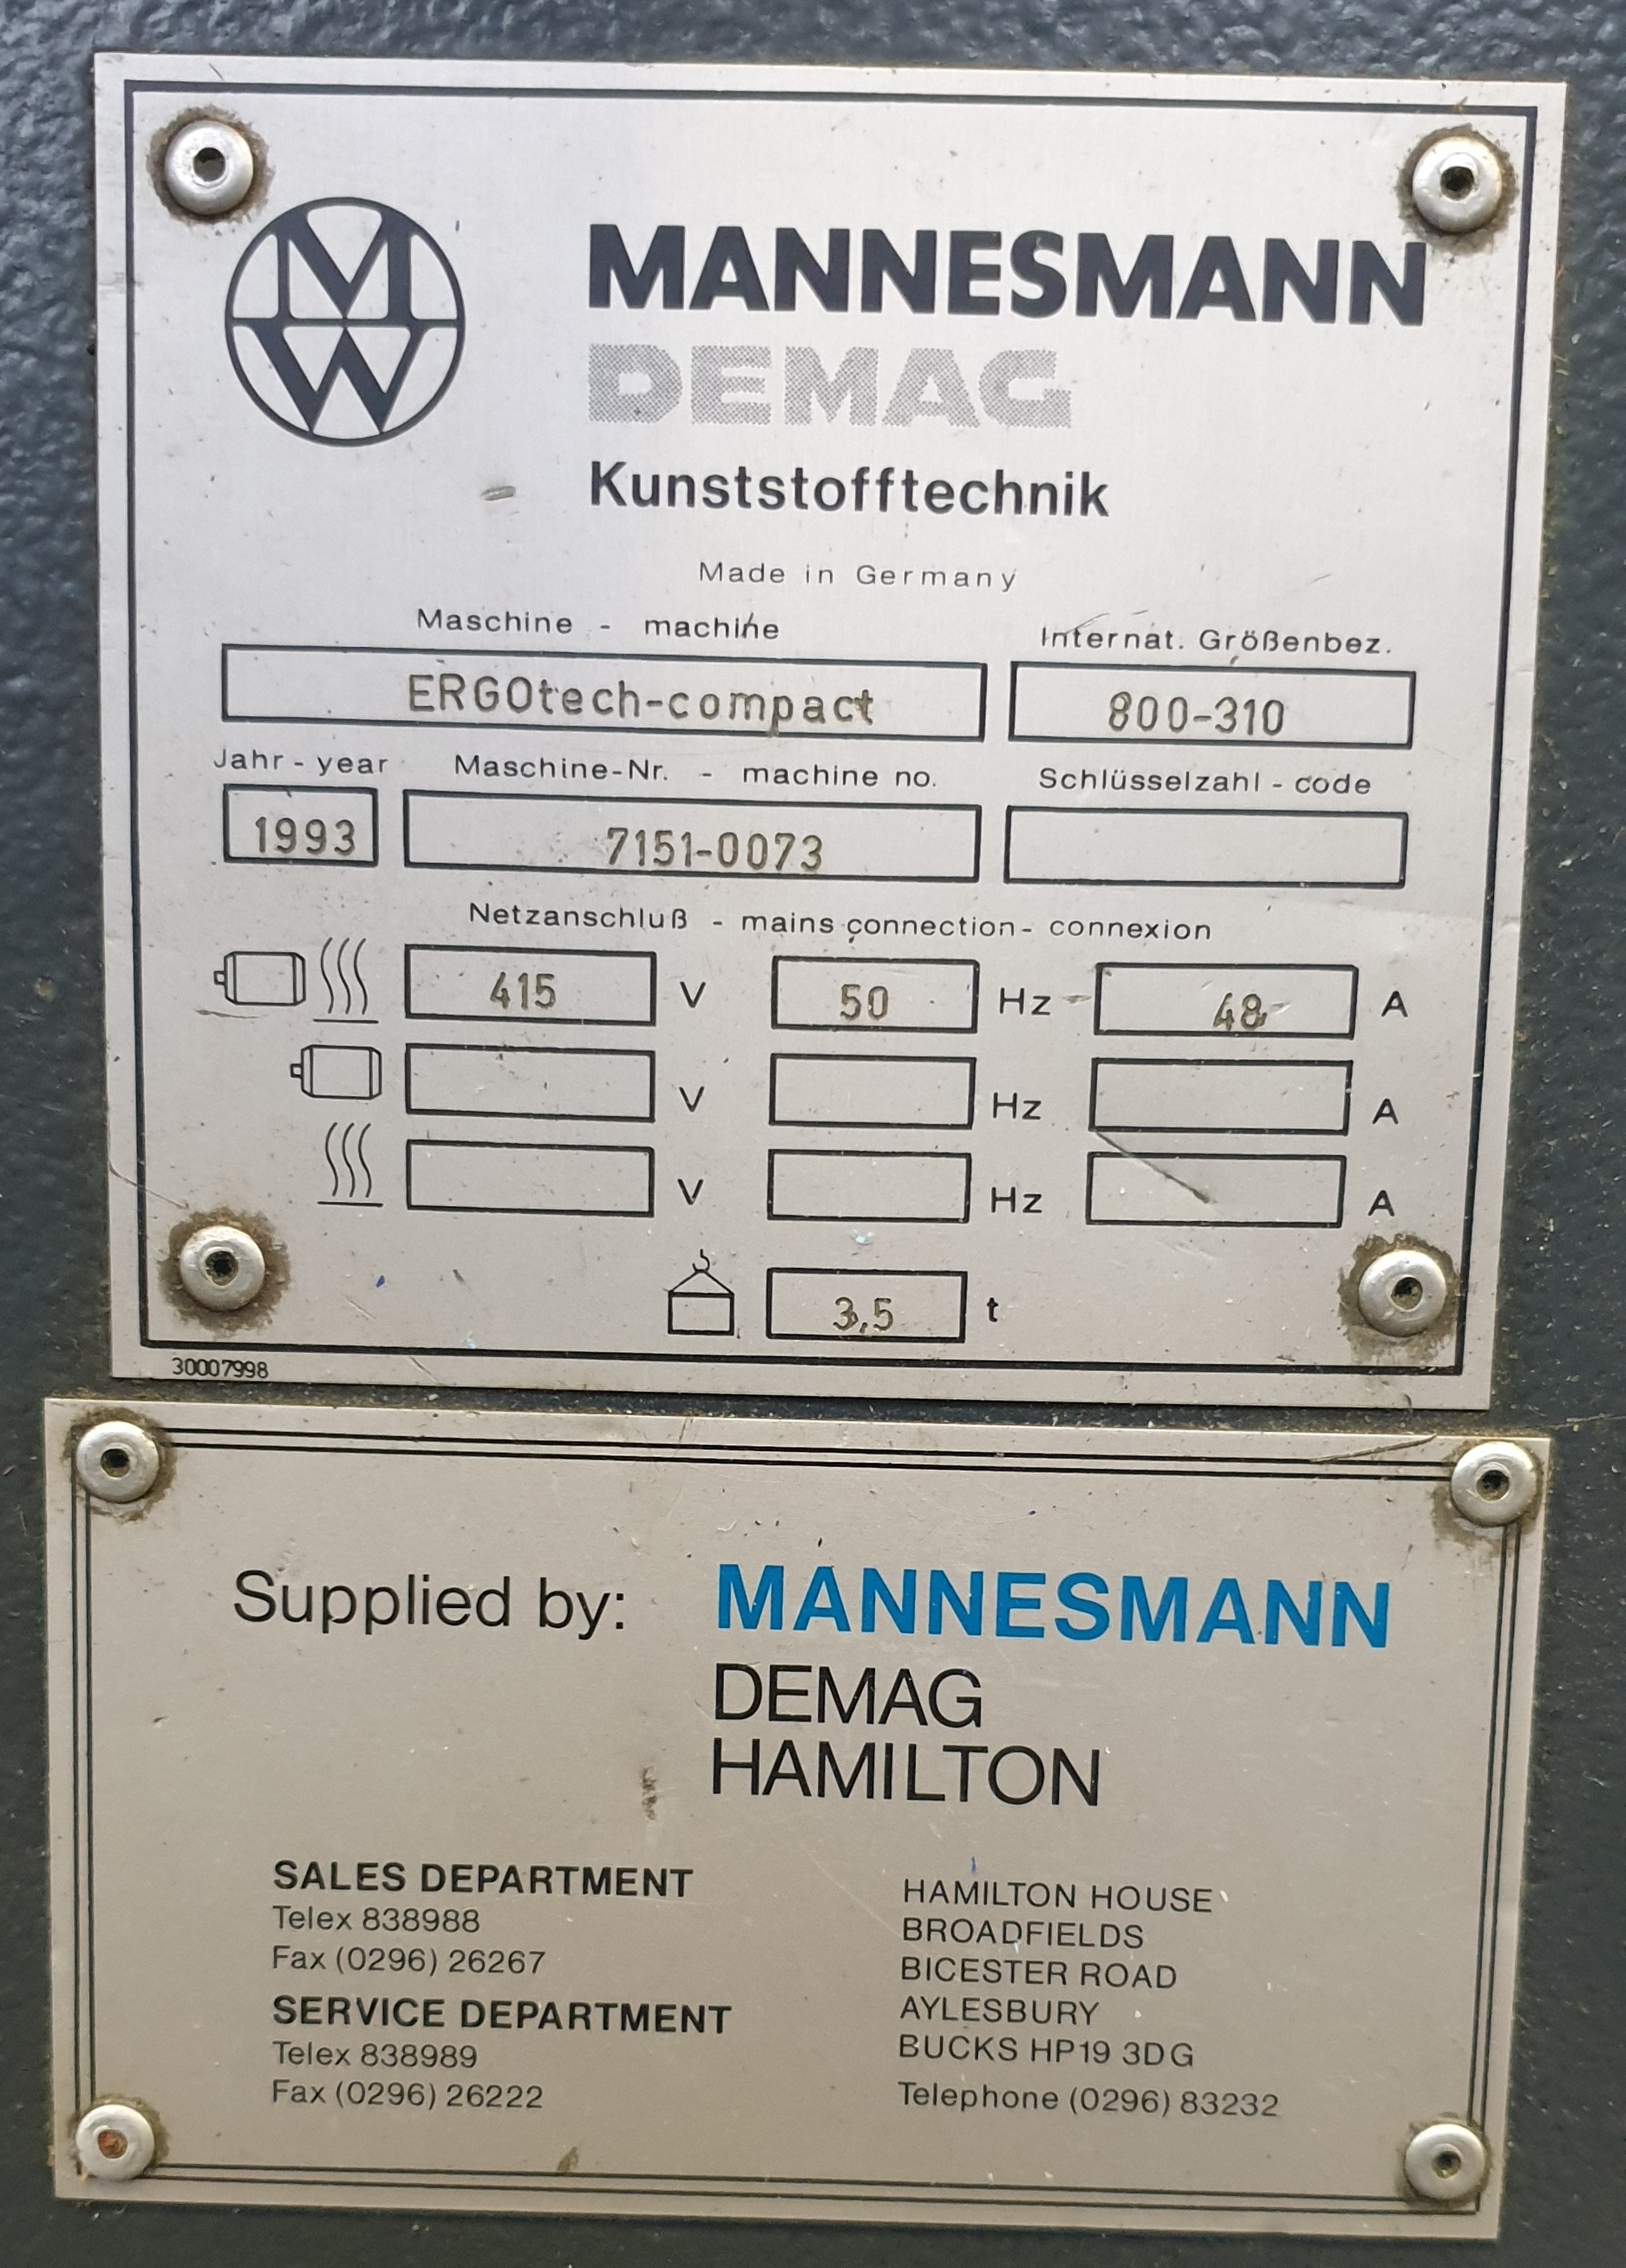 MW
MANNESMANN
DEMAG
Kunststofftechnik
Made in Germany
Maschine - machine Internat. Größenbez.
ERGOtech-compact 800-310
Jahr - year Maschine-Nr. - machine no. Schlüsselzahl - code
1993 7151-0073
Netzanschluß - mains connection - connexion
415 V 50 Hz 48 A
V Hz A
V Hz A
3,5 t
30007998
Supplied by: MANNESMANN
DEMAG
HAMILTON
SALES DEPARTMENT
Telex 838988
Fax (0296) 26267
SERVICE DEPARTMENT
Telex 838989
Fax (0296) 26222
HAMILTON HOUSE
BROADFIELDS
BICESTER ROAD
AYLESBURY
BUCKS HP19 3DG
Telephone (0296) 83232